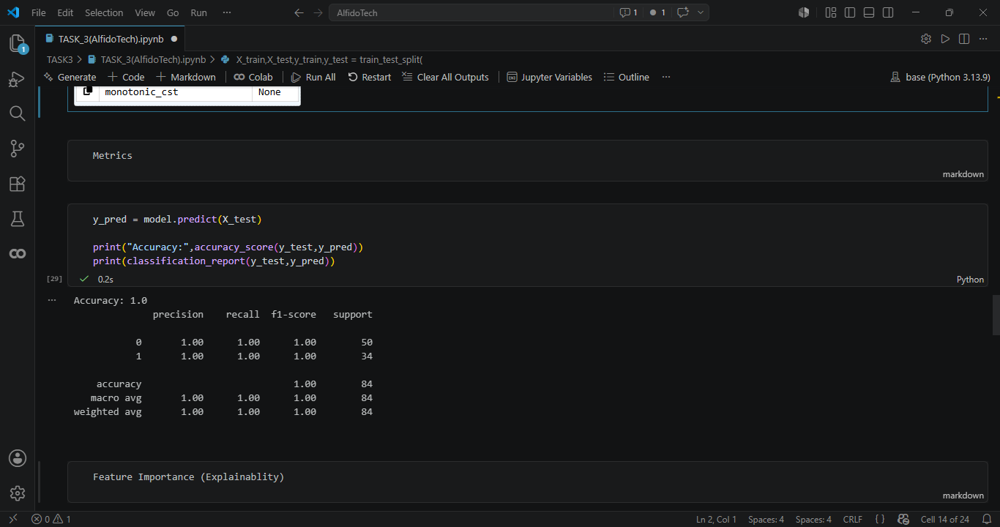 File Edit Selection View Go Run ··· AlfidoTech 1 1
TASK_3(AlfidoTech).ipynb
1
TASK3 > TASK_3(AlfidoTech).ipynb > X_train,X_test,y_train,y_test = train_test_split(
Generate + Code + Markdown Colab Run All Restart Clear All Outputs Jupyter Variables Outline ··· base (Python 3.13.9)
monotonic_cst None
Metrics
markdown
y_pred = model.predict(X_test)
print("Accuracy:",accuracy_score(y_test,y_pred))
print(classification_report(y_test,y_pred))
[29] 0.2s Python
··· Accuracy: 1.0
precision recall f1-score support
0 1.00 1.00 1.00 50
1 1.00 1.00 1.00 34
accuracy 1.00 84
macro avg 1.00 1.00 1.00 84
weighted avg 1.00 1.00 1.00 84
Feature Importance (Explainablity)
markdown
0 1 Ln 2, Col 1 Spaces: 4 Spaces: 4 CRLF { } Cell 14 of 24